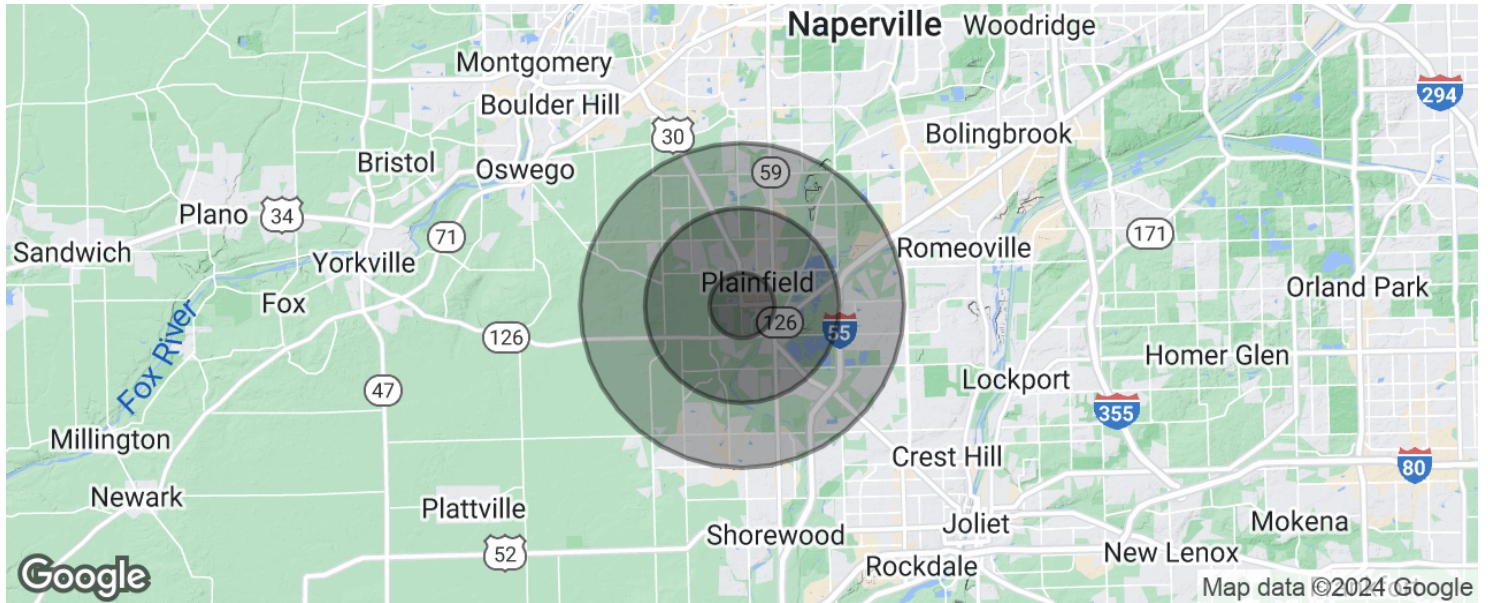 Naperville
Woodridge
Montgomery
294
Boulder Hill
30
Bolingbrook
Bristol
Oswego
59
Plano
34
71
171
Sandwich
Yorkville
Romeoville
Plainfield
Orland Park
Fox
126
126
55
Fox River
Homer Glen
47
Lockport
355
Millington
Crest Hill
80
Newark
Plattville
Joliet
Mokena
Shorewood
52
New Lenox
Rockdale
Google
Map data ©2024 Google